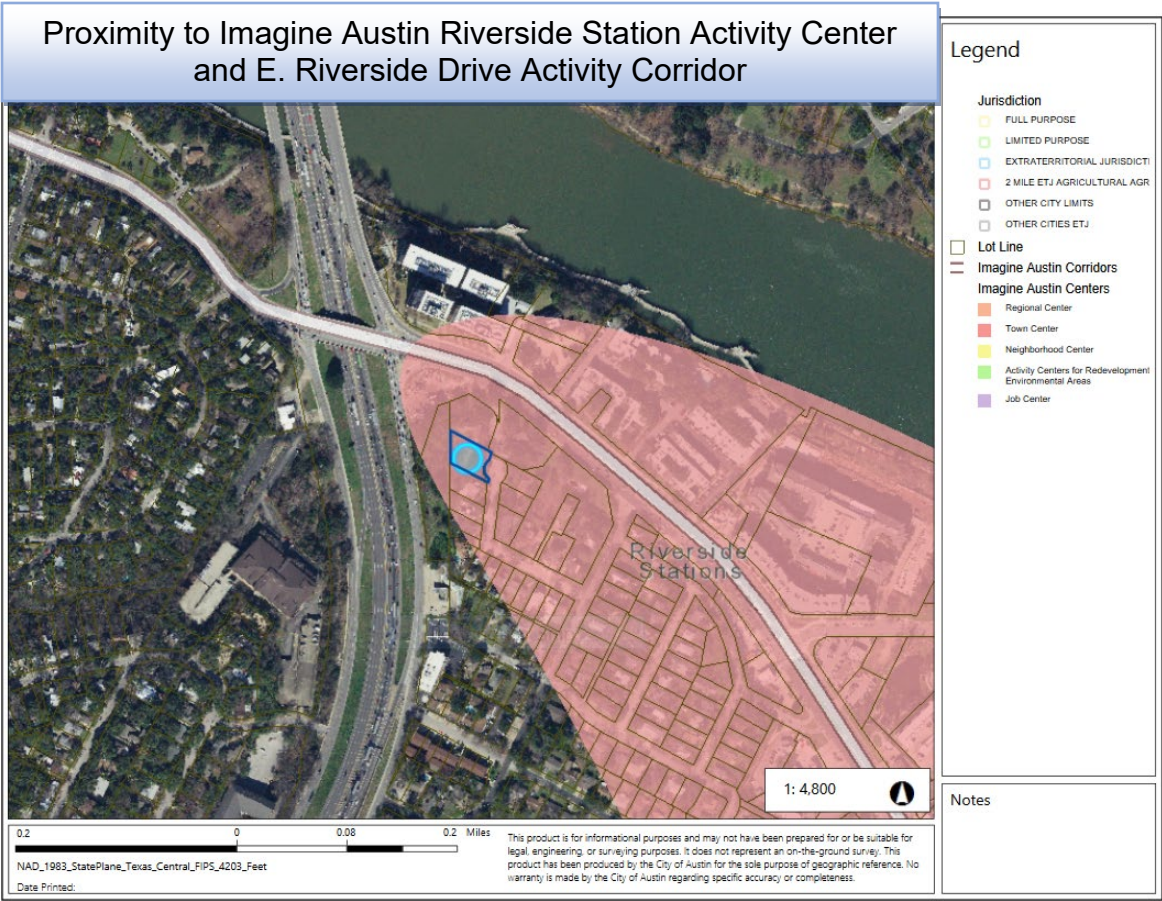 Proximity to Imagine Austin Riverside Station Activity Center
and E. Riverside Drive Activity Corridor
Legend
Jurisdiction
FULL PURPOSE
LIMITED PURPOSE
EXTRATERRITORIAL JURISDICTI
2 MILE ETJ AGRICULTURAL AGR
OTHER CITY LIMITS
OTHER CITIES ETJ
Lot Line
Imagine Austin Corridors
Imagine Austin Centers
Regional Center
Town Center
Neighborhood Center
Activity Centers for Redevelopment
Environmental Areas
Job Center
Riverside
Stations
1: 4,800
Notes
0.2 0 0.08 0.2 Miles
NAD_1983_StatePlane_Texas_Central_FIPS_4203_Feet
Date Printed:
This product is for informational purposes and may not have been prepared for or be suitable for
legal, engineering, or surveying purposes. It does not represent an on-the-ground survey. This
product has been produced by the City of Austin for the sole purpose of geographic reference. No
warranty is made by the City of Austin regarding specific accuracy or completeness.